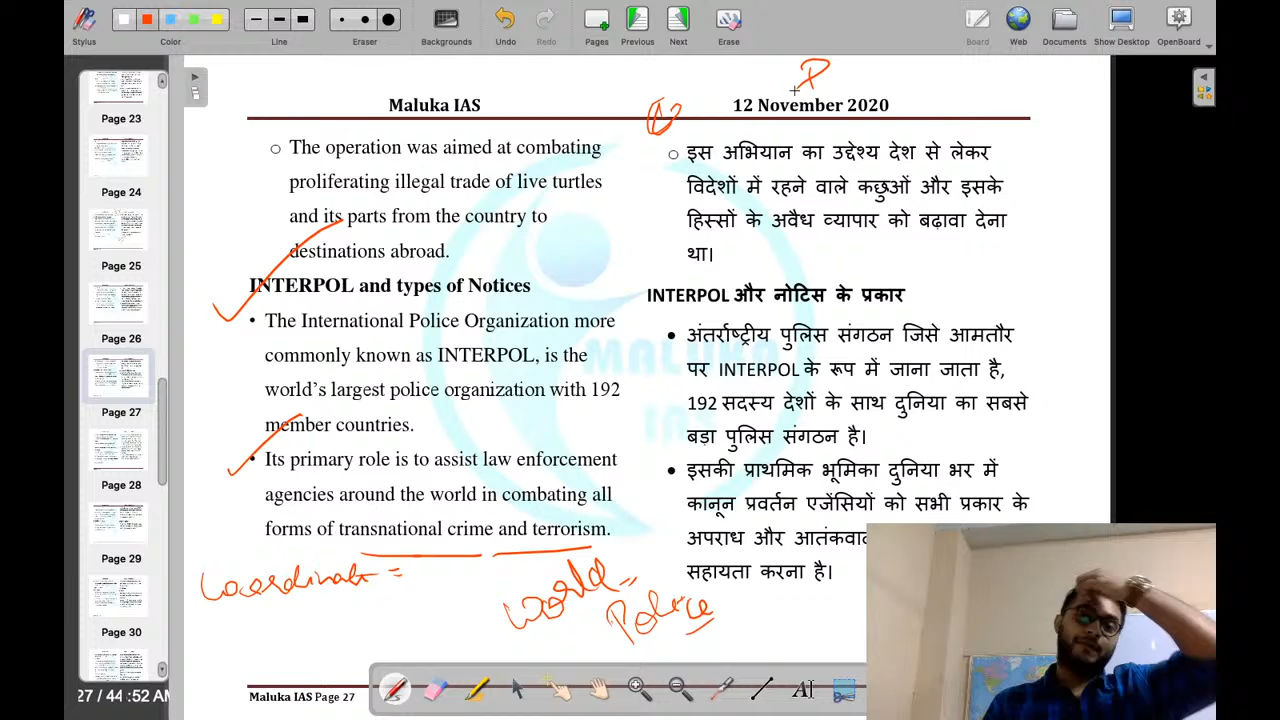 Stylus
Color
Line
Eraser
Backgrounds
Undo
Redo
Pages
Previous
Next
Erase
Board
Web
Documents
Show Desktop
OpenBoard
Page 23
Page 24
Page 25
Page 26
Page 27
Page 28
Page 29
Page 30
27 / 44
:52 AM
Maluka IAS
12 November 2020
P
The operation was aimed at combating
proliferating illegal trade of live turtles
and its parts from the country to
destinations abroad.
INTERPOL and types of Notices
• The International Police Organization more
commonly known as INTERPOL, is the
world's largest police organization with 192
member countries.
• Its primary role is to assist law enforcement
agencies around the world in combating all
forms of transnational crime and terrorism.
Coordinate =
World =
Police
इस अभियान का उद्देश्य देश से लेकर
विदेशों में रहने वाले कछुओं और इसके
हिस्सों के अवैध व्यापार को बढ़ावा देना
था।
INTERPOL और नोटिस के प्रकार
• अंतर्राष्ट्रीय पुलिस संगठन जिसे आमतौर
पर INTERPOL के रूप में जाना जाता है,
192 सदस्य देशों के साथ दुनिया का सबसे
बड़ा पुलिस संगठन है।
• इसकी प्राथमिक भूमिका दुनिया भर में
कानून प्रवर्तन एजेंसियों को सभी प्रकार के
अपराध और
सहायता करना है।
MALUKA
IAS
Maluka IAS Page 27